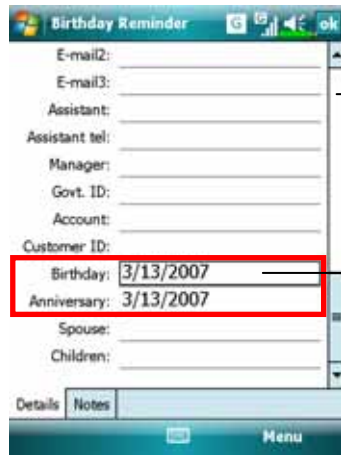 Birthday Reminder G G ok
E-mail2:
E-mail3:
Assistant:
Assistant tel:
Manager:
Govt. ID:
Account:
Customer ID:
Birthday: 3/13/2007
Anniversary: 3/13/2007
Spouse:
Children:
Details Notes
Menu